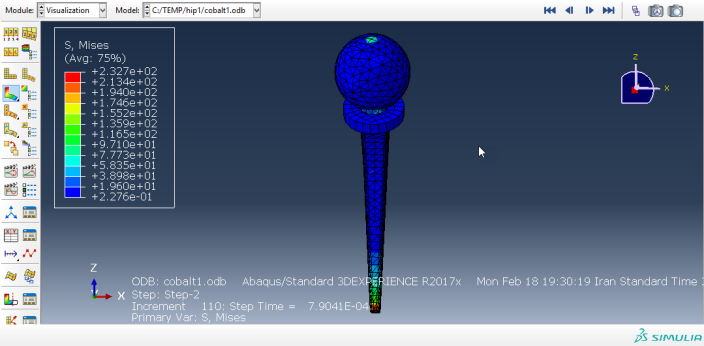 Module: Visualization Model: C:/TEMP/hip1/cobalt1.odb
S, Mises
(Avg: 75%)
+2.327e+02
+2.134e+02
+1.940e+02
+1.746e+02
+1.552e+02
+1.359e+02
+1.165e+02
+9.710e+01
+7.773e+01
+5.835e+01
+3.898e+01
+1.960e+01
+2.276e-01
Z
X
Z
X
ODB: cobalt1.odb Abaqus/Standard 3DEXPERIENCE R2017x Mon Feb 18 19:30:19 Iran Standard Time
Step: Step-2
Increment 110: Step Time = 7.9041E-04
Primary Var: S, Mises
SIMULIA